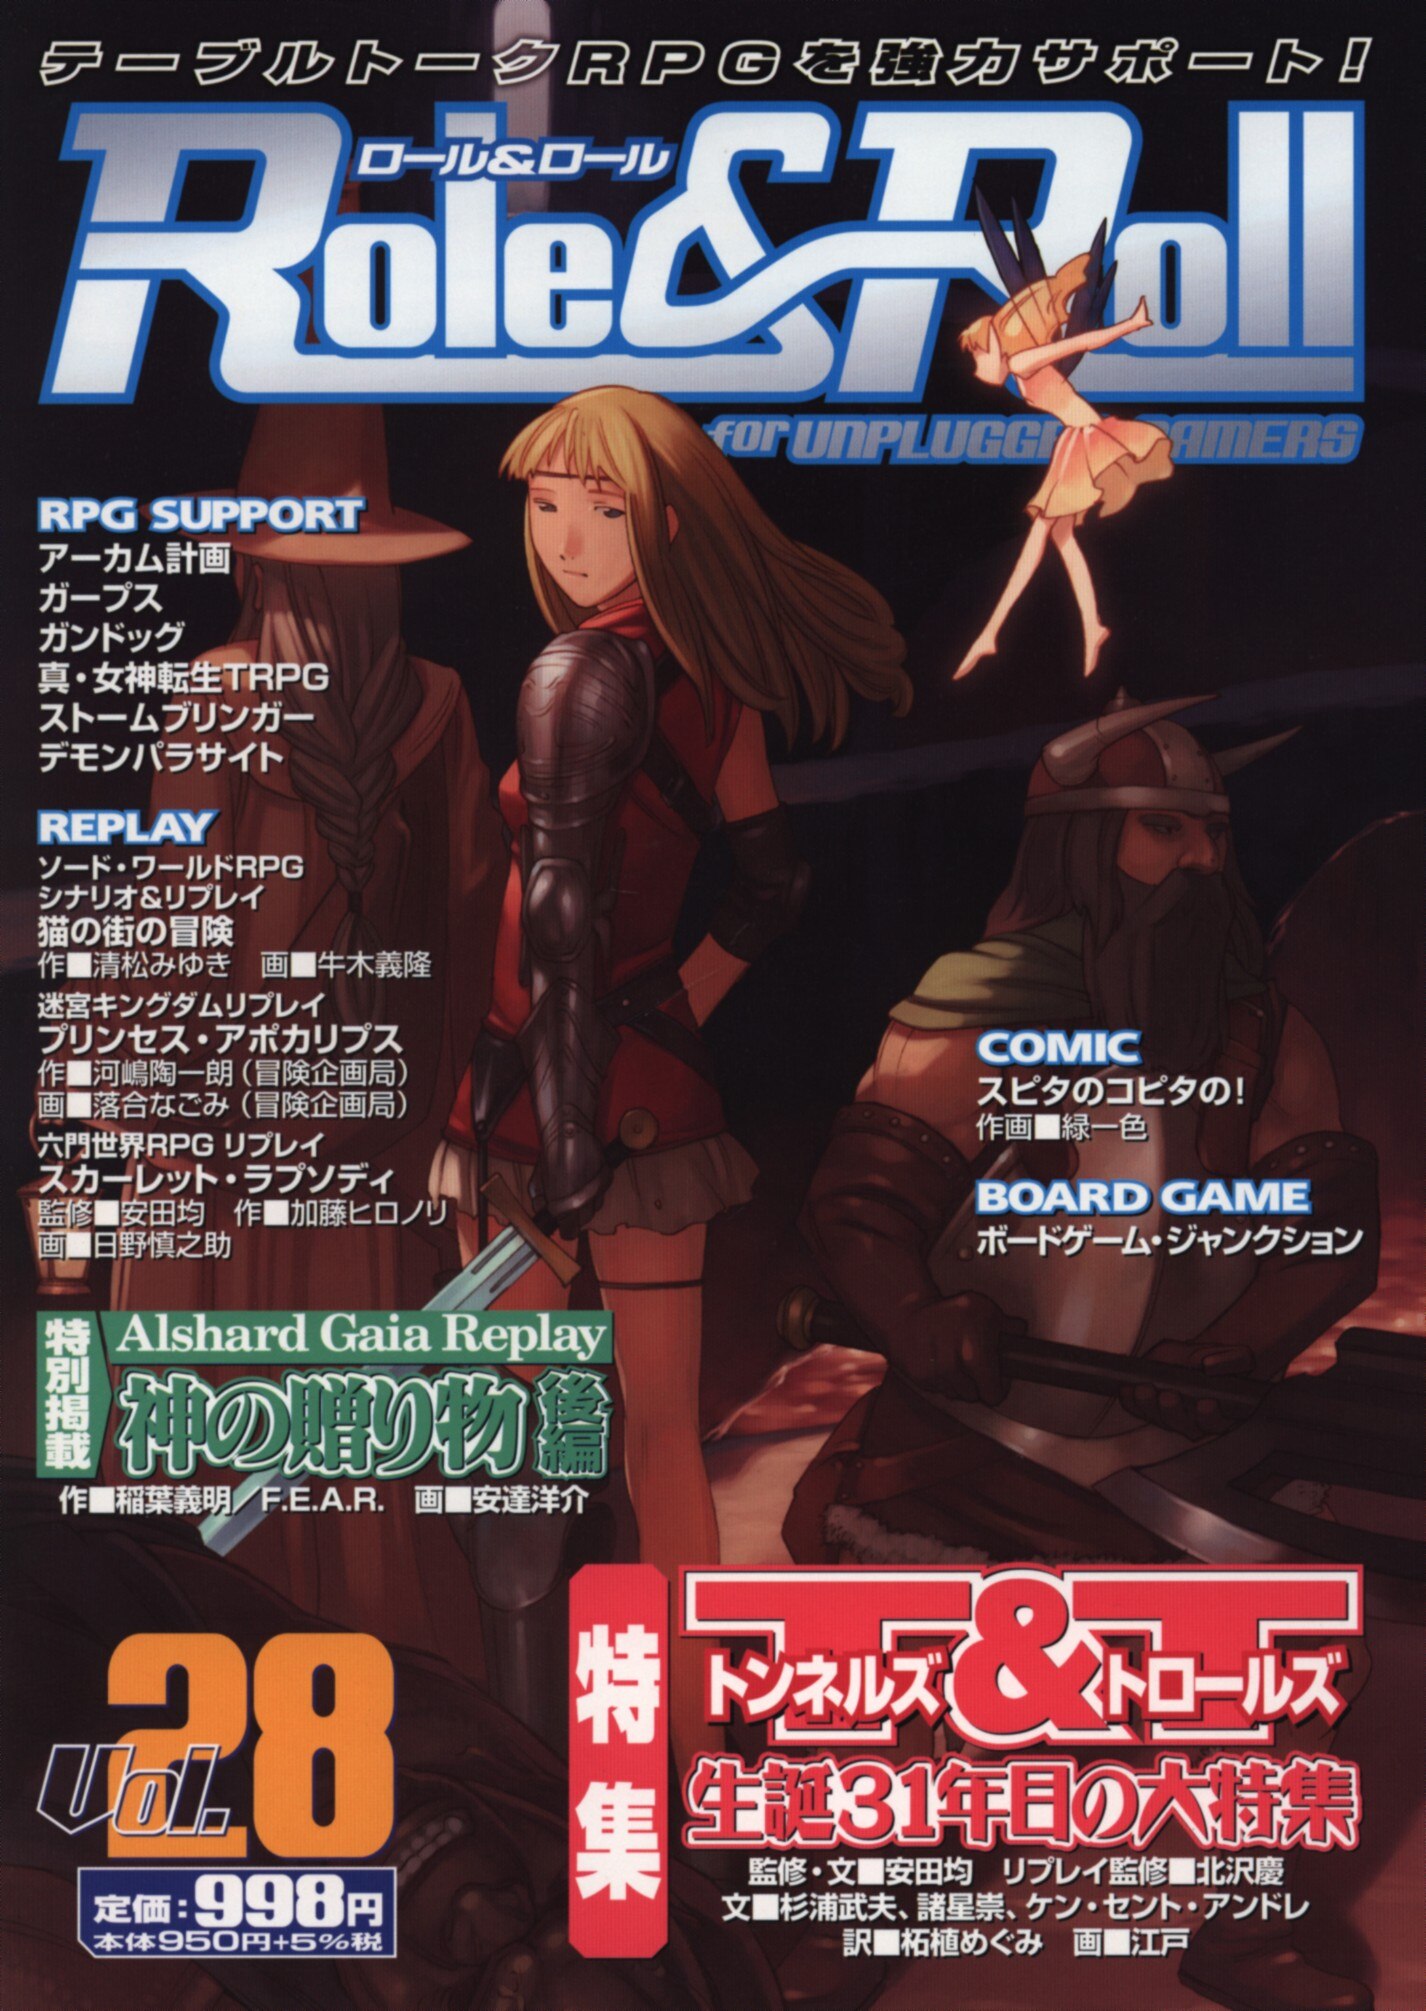 テーブルトークRPGを強力サポート!
Role&Roll
ロール&ロール
for UNPLUGGED GAMERS
RPG SUPPORT
アーカム計画
ガープス
ガンドッグ
真・女神転生TRPG
ストームブリンガー
デモンパラサイト
REPLAY
ソード・ワールドRPG
シナリオ&リプレイ
猫の街の冒険
作■清松みゆき 画■牛木義隆
迷宮キングダムリプレイ
プリンセス・アポカリプス
作■河嶋陶一朗(冒険企画局)
画■落合なごみ(冒険企画局)
六門世界RPG リプレイ
スカーレット・ラプソディ
監修■安田均 作■加藤ヒロノリ
画■日野慎之助
COMIC
スピタのコピタの!
作画■緑一色
BOARD GAME
ボードゲーム・ジャンクション
特別掲載
Alshard Gaia Replay
神の贈り物 後編
作■稲葉義明/F.E.A.R. 画■安達洋介
特集
T&T
トンネルズ&トロールズ
生誕31年目の大特集
監修・文■安田均 リプレイ監修■北沢慶
文■杉浦武夫、諸星崇、ケン・セント・アンドレ
訳■柘植めぐみ 画■江戸
Vol.28
定価:998円
本体950円+5%税